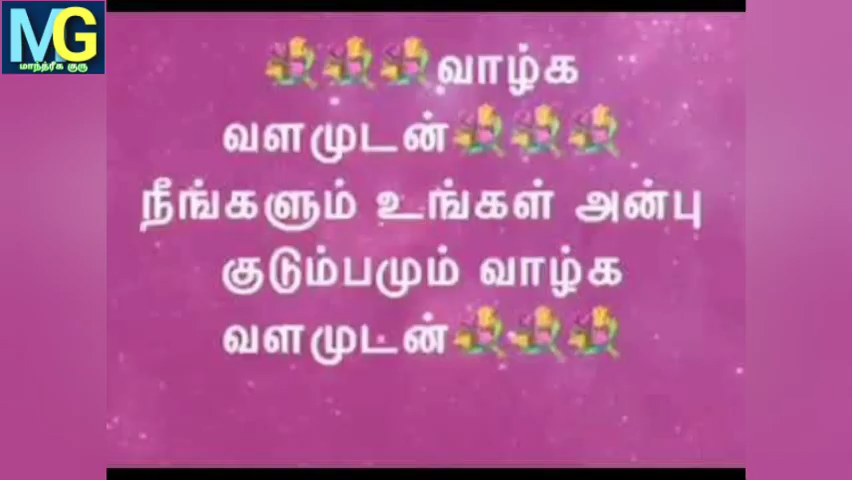 MG
மாந்த்ரீக குரு
💐💐💐வாழ்க
வளமுடன்💐💐💐
நீங்களும் உங்கள் அன்பு
குடும்பமும் வாழ்க
வளமுடன்💐💐💐